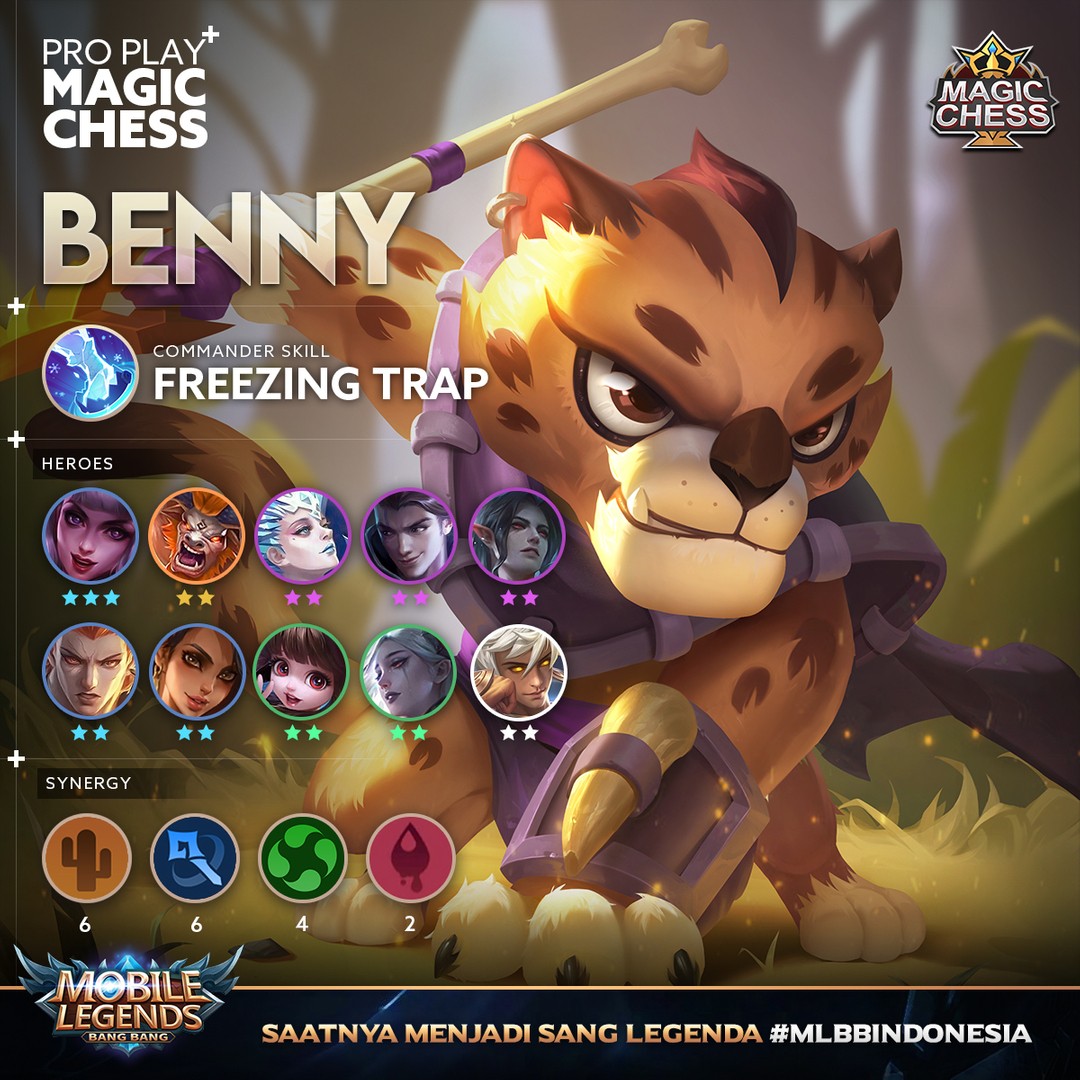 PRO PLAY+
MAGIC
CHESS
MAGIC
CHESS
BENNY
COMMANDER SKILL
FREEZING TRAP
HEROES
SYNERGY
6 6 4 2
MOBILE
LEGENDS
BANG BANG
SAATNYA MENJADI SANG LEGENDA #MLBBINDONESIA